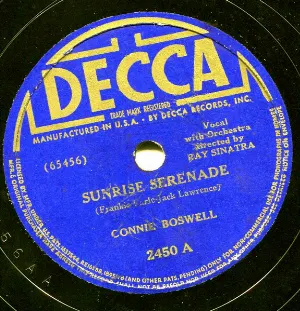 DECCA
TRADE MARK REGISTERED
MANUFACTURED IN U.S.A. • BY DECCA RECORDS, INC.
(65456)
Vocal
with Orchestra
directed by
RAY SINATRA
SUNRISE SERENADE
(Frankie Carle-Jack Lawrence)
CONNIE BOSWELL
2450 A